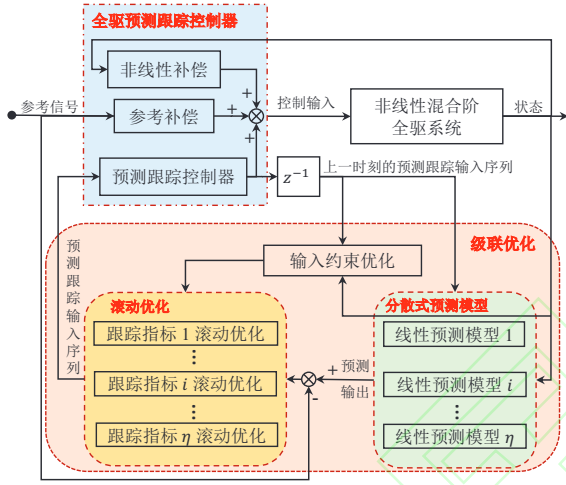 全驱预测跟踪控制器
非线性补偿
参考信号
参考补偿
+
+
+
控制输入
非线性混合阶
全驱系统
状态
预测跟踪控制器
z⁻¹
上一时刻的预测跟踪输入序列
预测跟踪输入序列
级联优化
输入约束优化
滚动优化
跟踪指标 1 滚动优化
⋮
跟踪指标 i 滚动优化
⋮
跟踪指标 η 滚动优化
+
-
预测
输出
分散式预测模型
线性预测模型 1
线性预测模型 i
⋮
线性预测模型 η